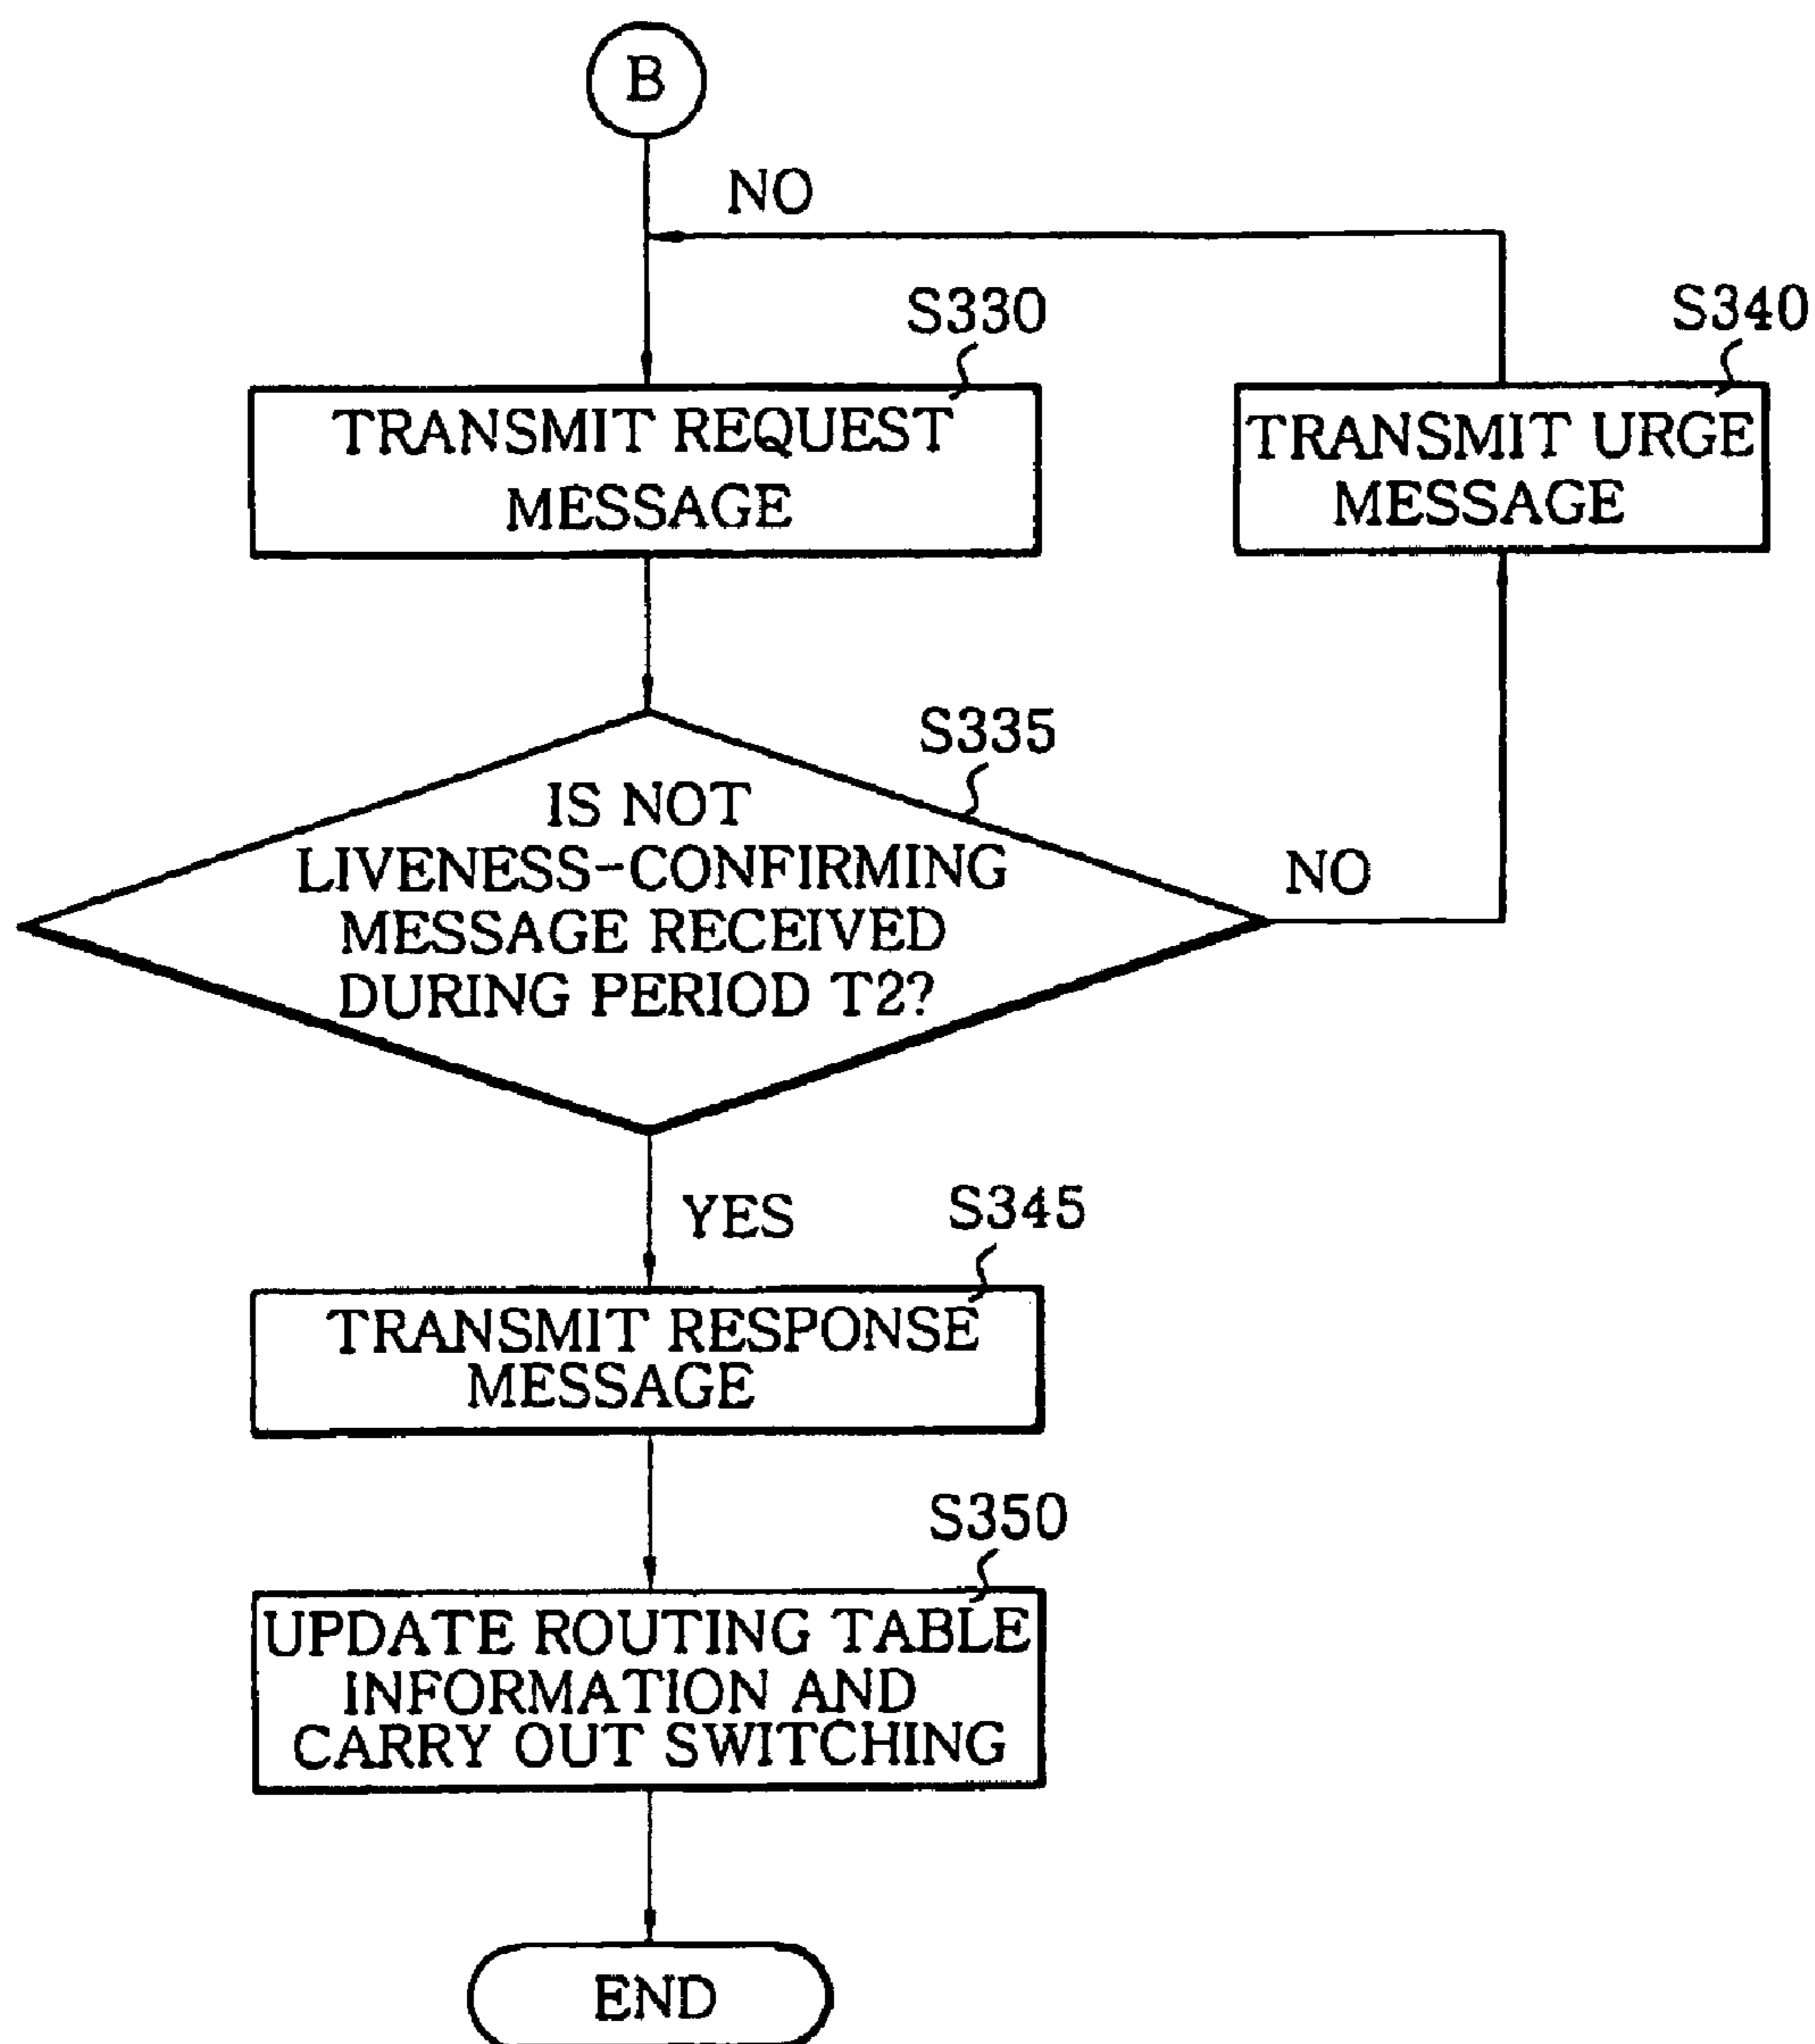 B
NO
S330
S340
TRANSMIT REQUEST
MESSAGE
TRANSMIT URGE
MESSAGE
S335
IS NOT
LIVENESS-CONFIRMING
MESSAGE RECEIVED
DURING PERIOD T2?
NO
YES
S345
TRANSMIT RESPONSE
MESSAGE
S350
UPDATE ROUTING TABLE
INFORMATION AND
CARRY OUT SWITCHING
END